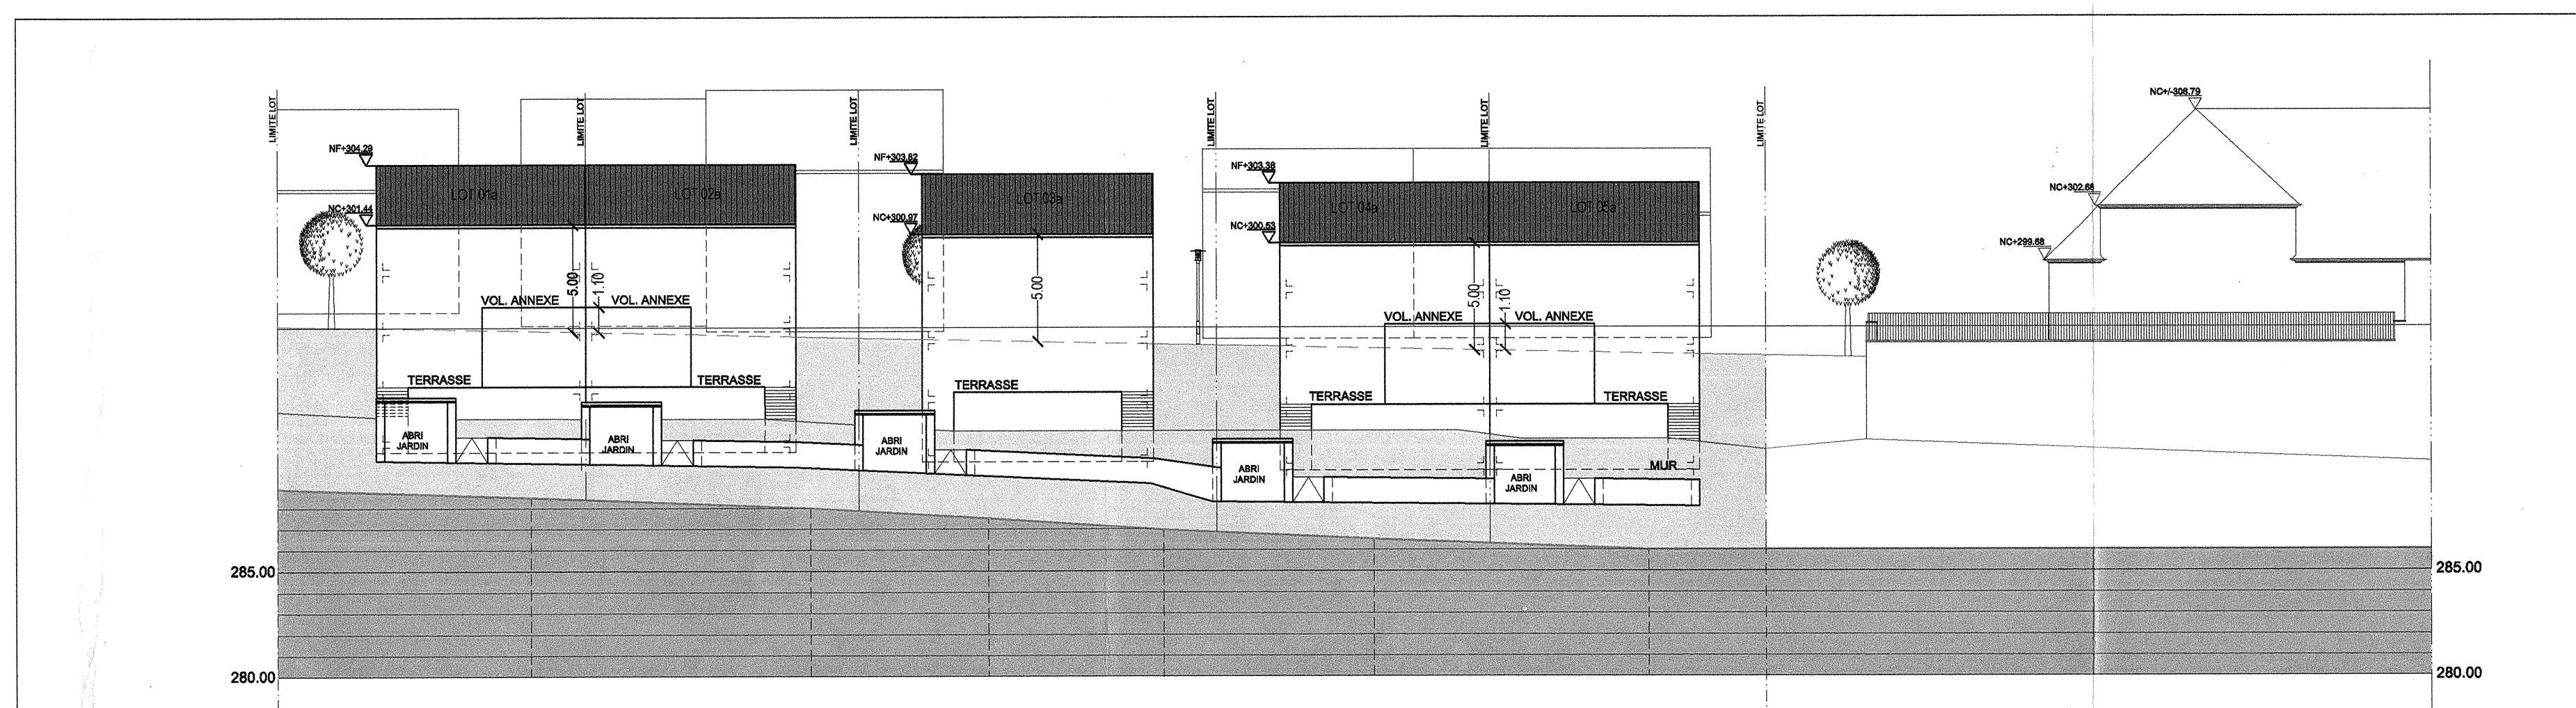 LIMITE LOT
LIMITE LOT
LIMITE LOT
LIMITE LOT
LIMITE LOT
LIMITE LOT
NC+/-306.79
NF+304.29
NF+303.82
NF+303.38
LOT 01a
LOT 02a
LOT 03a
LOT 04a
LOT 05a
NC+302.68
NC+301.44
NC+300.97
NC+300.53
NC+299.68
5.00
1.10
5.00
5.00
1.10
VOL. ANNEXE
VOL. ANNEXE
VOL. ANNEXE
VOL. ANNEXE
TERRASSE
TERRASSE
TERRASSE
TERRASSE
TERRASSE
ABRI
JARDIN
ABRI
JARDIN
ABRI
JARDIN
ABRI
JARDIN
ABRI
JARDIN
MUR
285.00
285.00
280.00
280.00